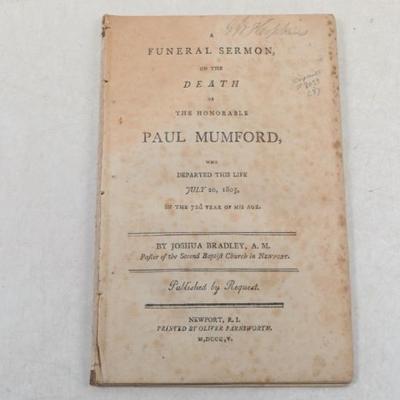 A
FUNERAL SERMON,
ON THE
DEATH
OF
THE HONORABLE
PAUL MUMFORD,
WHO
DEPARTED THIS LIFE
JULY 20, 1805,
IN THE 72d YEAR OF HIS AGE.
BY JOSHUA BRADLEY, A. M.
Pastor of the Second Baptist Church in NEWPORT.
Published by Request.
NEWPORT, R. I.
PRINTED BY OLIVER FARNSWORTH.
M,DCCC,V.